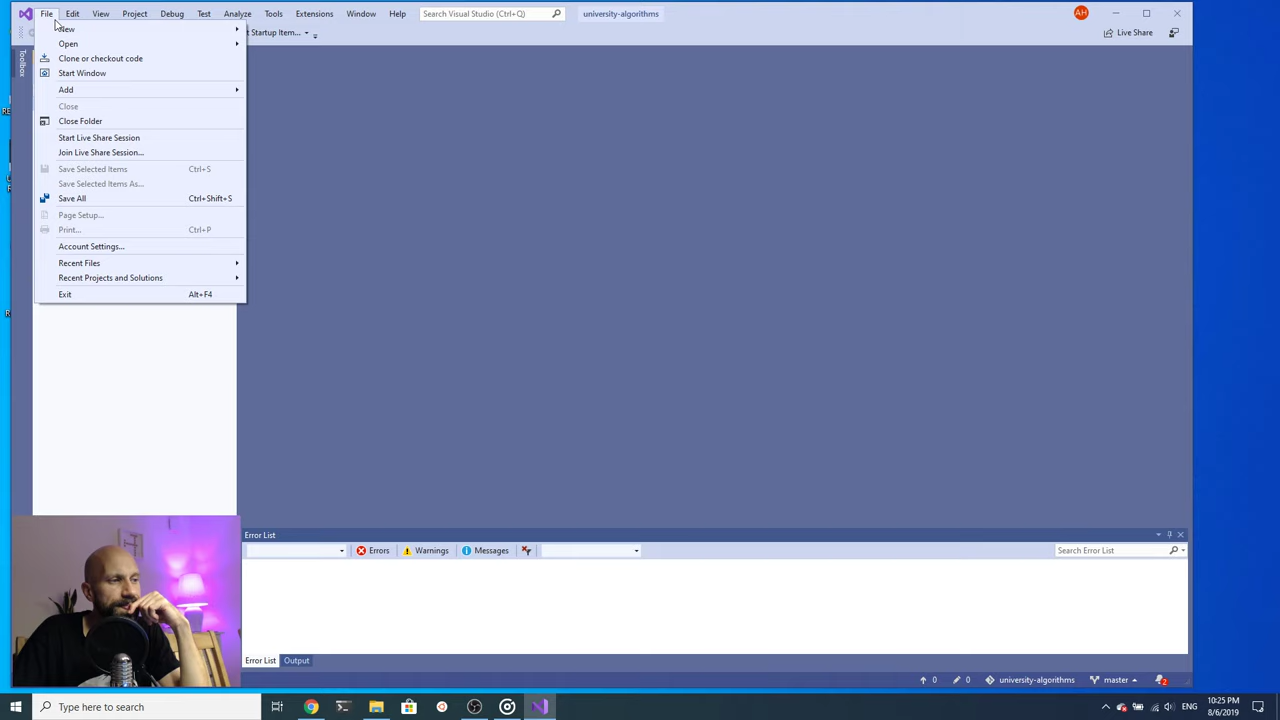 File Edit View Project Debug Test Analyze Tools Extensions Window Help Search Visual Studio (Ctrl+Q) university-algorithms AH
t Startup Item... Live Share
Toolbox
New
Open
Clone or checkout code
Start Window
Add
Close
Close Folder
Start Live Share Session
Join Live Share Session...
Save Selected Items Ctrl+S
Save Selected Items As...
Save All Ctrl+Shift+S
Page Setup...
Print... Ctrl+P
Account Settings...
Recent Files
Recent Projects and Solutions
Exit Alt+F4
Error List
Errors Warnings Messages Search Error List
Error List Output
0 0 university-algorithms master 2
Type here to search ENG 10:25 PM
8/6/2019